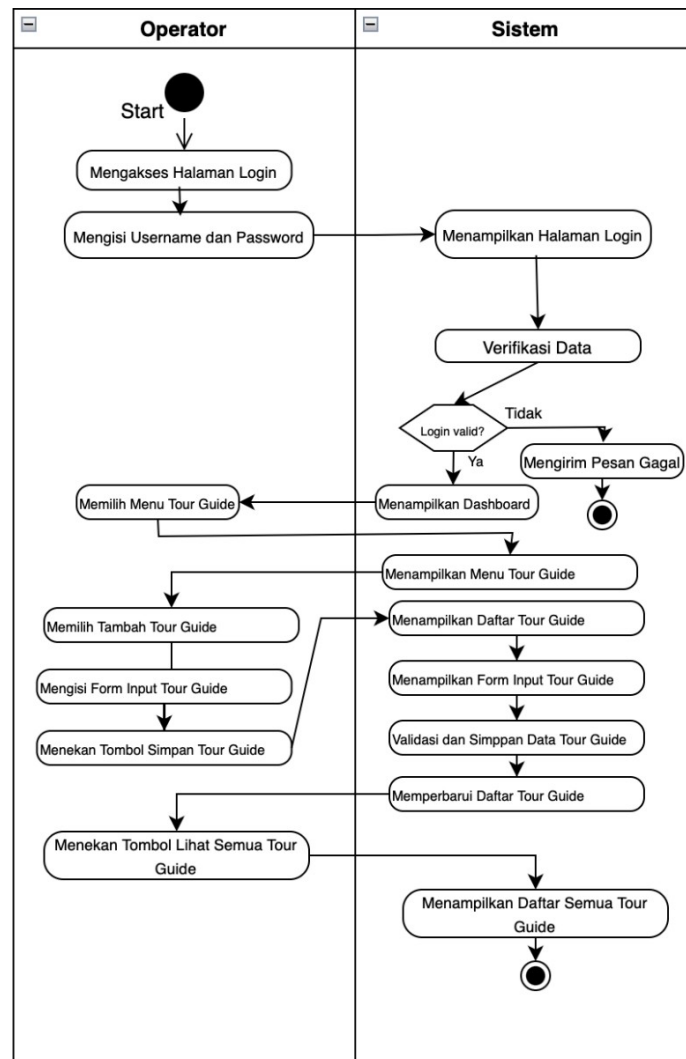 Operator
Sistem
Start
Mengakses Halaman Login
Mengisi Username dan Password
Menampilkan Halaman Login
Verifikasi Data
Login valid?
Tidak
Ya
Mengirim Pesan Gagal
Memilih Menu Tour Guide
Menampilkan Dashboard
Menampilkan Menu Tour Guide
Memilih Tambah Tour Guide
Menampilkan Daftar Tour Guide
Mengisi Form Input Tour Guide
Menampilkan Form Input Tour Guide
Menekan Tombol Simpan Tour Guide
Validasi dan Simppan Data Tour Guide
Memperbarui Daftar Tour Guide
Menekan Tombol Lihat Semua Tour
Guide
Menampilkan Daftar Semua Tour
Guide